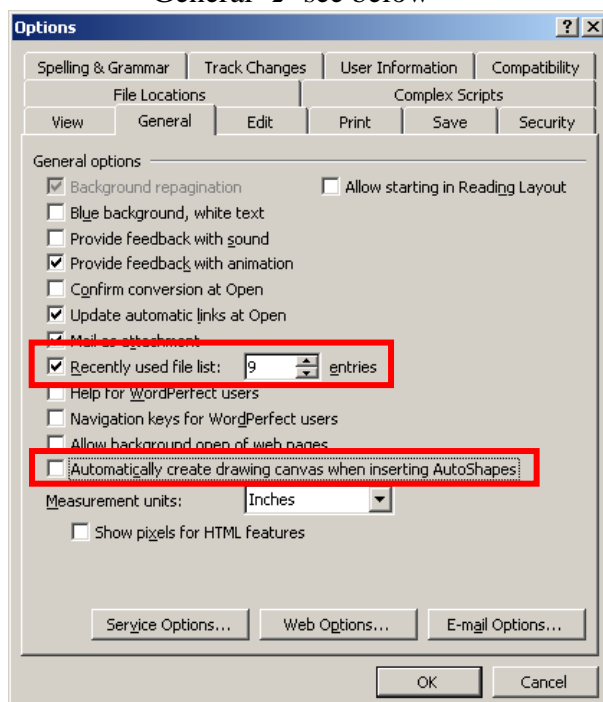 General -2- see below
Options
Spelling & Grammar Track Changes User Information Compatibility
File Locations Complex Scripts
View General Edit Print Save Security
General options
Background repagination Allow starting in Reading Layout
Blue background, white text
Provide feedback with sound
Provide feedback with animation
Confirm conversion at Open
Update automatic links at Open
Mail as attachment
Recently used file list: 9 entries
Help for WordPerfect users
Navigation keys for WordPerfect users
Allow background open of web pages
Automatically create drawing canvas when inserting AutoShapes
Measurement units: Inches
Show pixels for HTML features
Service Options... Web Options... E-mail Options...
OK Cancel